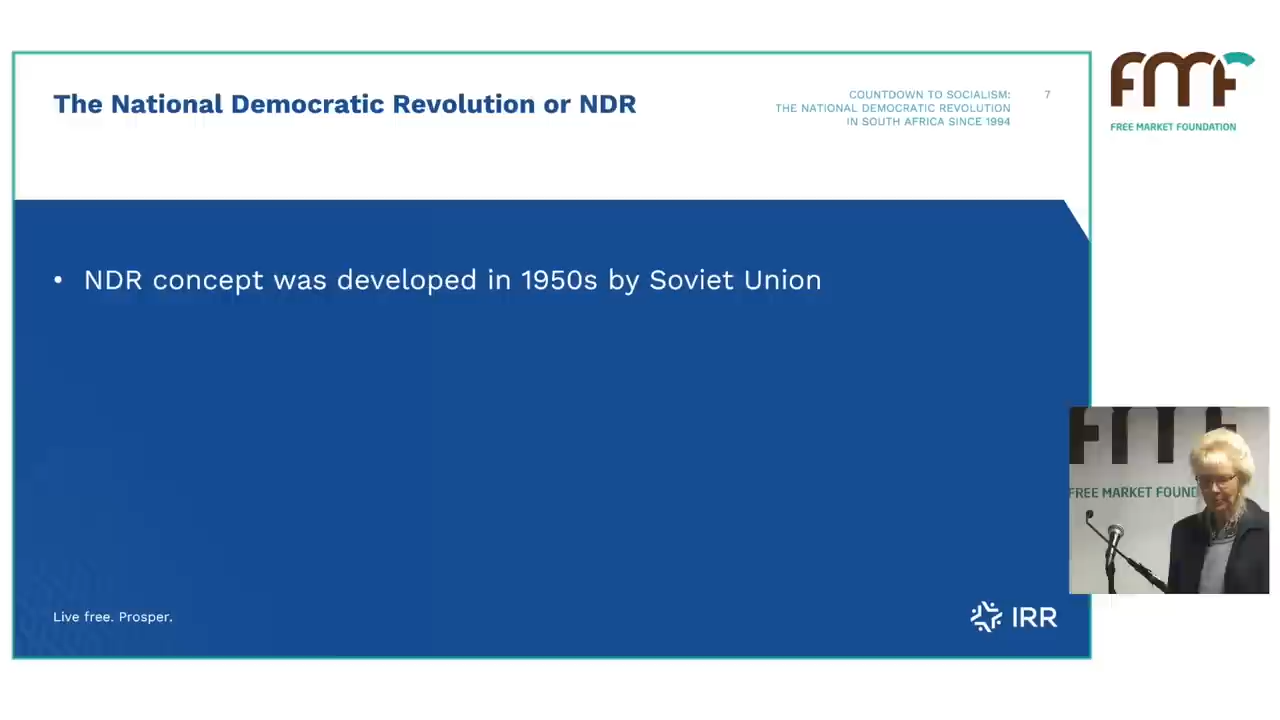 The National Democratic Revolution or NDR
COUNTDOWN TO SOCIALISM:
THE NATIONAL DEMOCRATIC REVOLUTION
IN SOUTH AFRICA SINCE 1994
7
FMF
FREE MARKET FOUNDATION
• NDR concept was developed in 1950s by Soviet Union
FMF
FREE MARKET FOUND
Live free. Prosper.
IRR